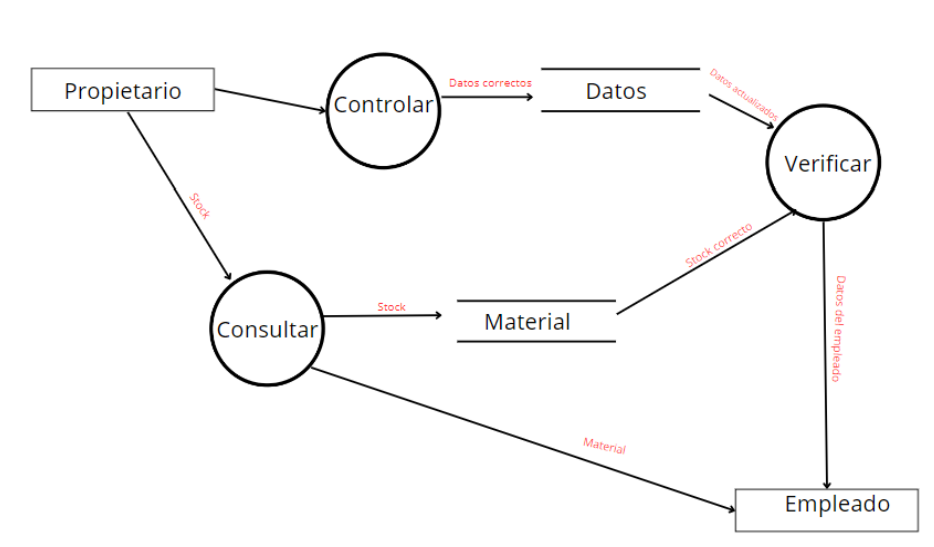 Propietario
Controlar
Datos correctos
Datos
Datos actualizados
Verificar
Stock
Stock correcto
Consultar
Stock
Material
Datos del empleado
Material
Empleado